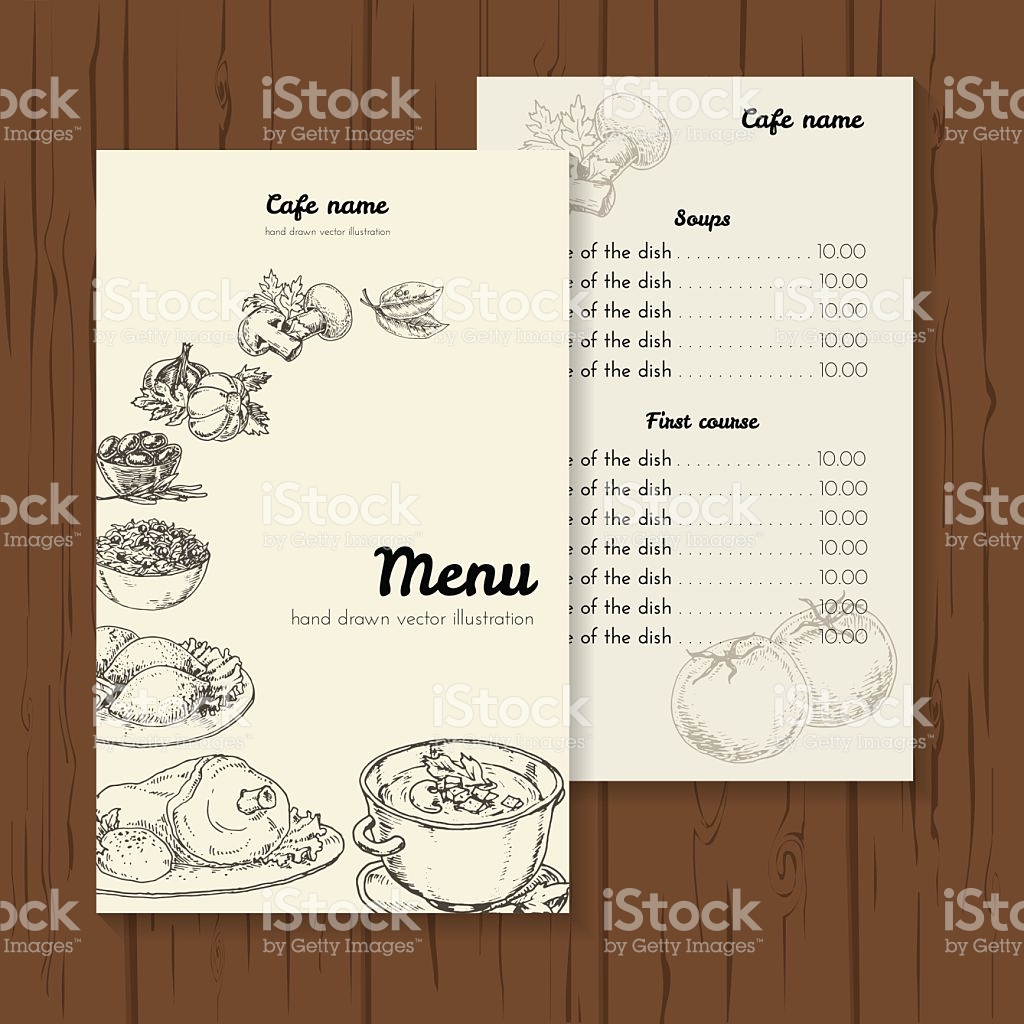 Cafe name
hand drawn vector illustration
Menu
hand drawn vector illustration
Cafe name
Soups
e of the dish . . . . . . . . . . . . . . 10.00
e of the dish . . . . . . . . . . . . . . 10.00
e of the dish . . . . . . . . . . . . . . 10.00
e of the dish . . . . . . . . . . . . . . 10.00
e of the dish . . . . . . . . . . . . . . 10.00
First course
e of the dish . . . . . . . . . . . . . . 10.00
e of the dish . . . . . . . . . . . . . . 10.00
e of the dish . . . . . . . . . . . . . . 10.00
e of the dish . . . . . . . . . . . . . . 10.00
e of the dish . . . . . . . . . . . . . . 10.00
e of the dish . . . . . . . . . . . . . . 10.00
e of the dish . . . . . . . . . . . . . . 10.00
iStock
by Getty Images™